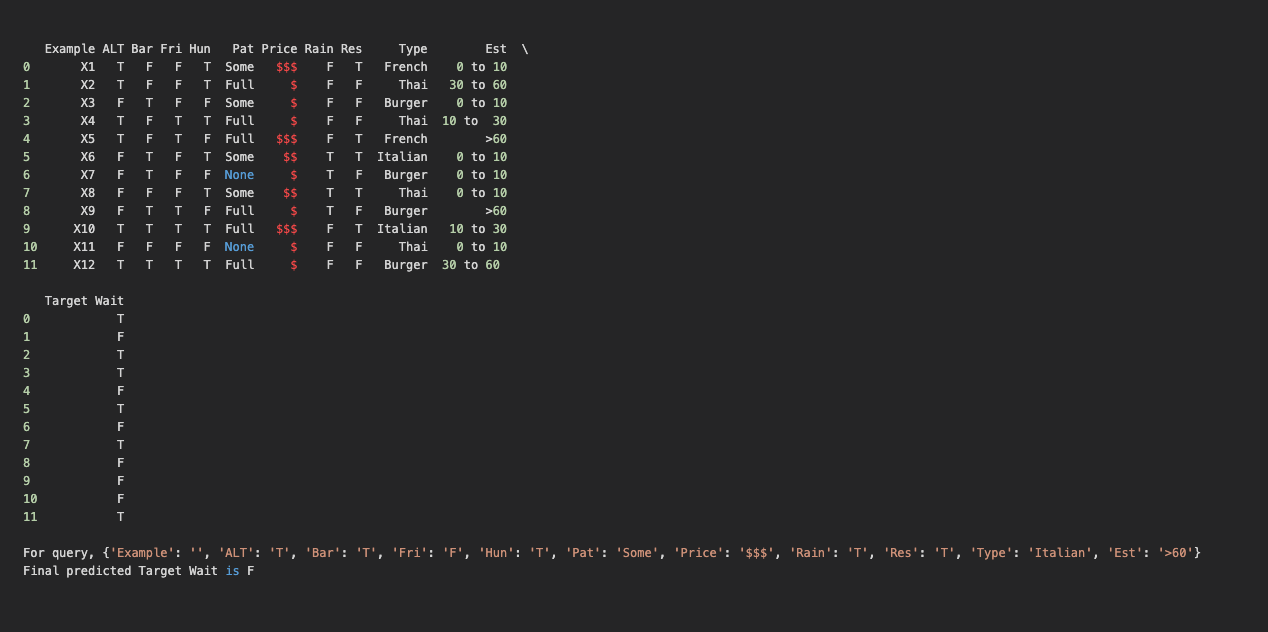 Example ALT Bar Fri Hun Pat Price Rain Res Type Est \
0 X1 T F F T Some $$$ F T French 0 to 10
1 X2 T F F T Full $ F F Thai 30 to 60
2 X3 F T F F Some $ F F Burger 0 to 10
3 X4 T F T T Full $ F F Thai 10 to 30
4 X5 T F T F Full $$$ F T French >60
5 X6 F T F T Some $$ T T Italian 0 to 10
6 X7 F T F F None $ T F Burger 0 to 10
7 X8 F F F T Some $$ T T Thai 0 to 10
8 X9 F T T F Full $ T F Burger >60
9 X10 T T T T Full $$$ F T Italian 10 to 30
10 X11 F F F F None $ F F Thai 0 to 10
11 X12 T T T T Full $ F F Burger 30 to 60
Target Wait
0 T
1 F
2 T
3 T
4 F
5 T
6 F
7 T
8 F
9 F
10 F
11 T
For query, {'Example': '', 'ALT': 'T', 'Bar': 'T', 'Fri': 'F', 'Hun': 'T', 'Pat': 'Some', 'Price': '$$$', 'Rain': 'T', 'Res': 'T', 'Type': 'Italian', 'Est': '>60'}
Final predicted Target Wait is F